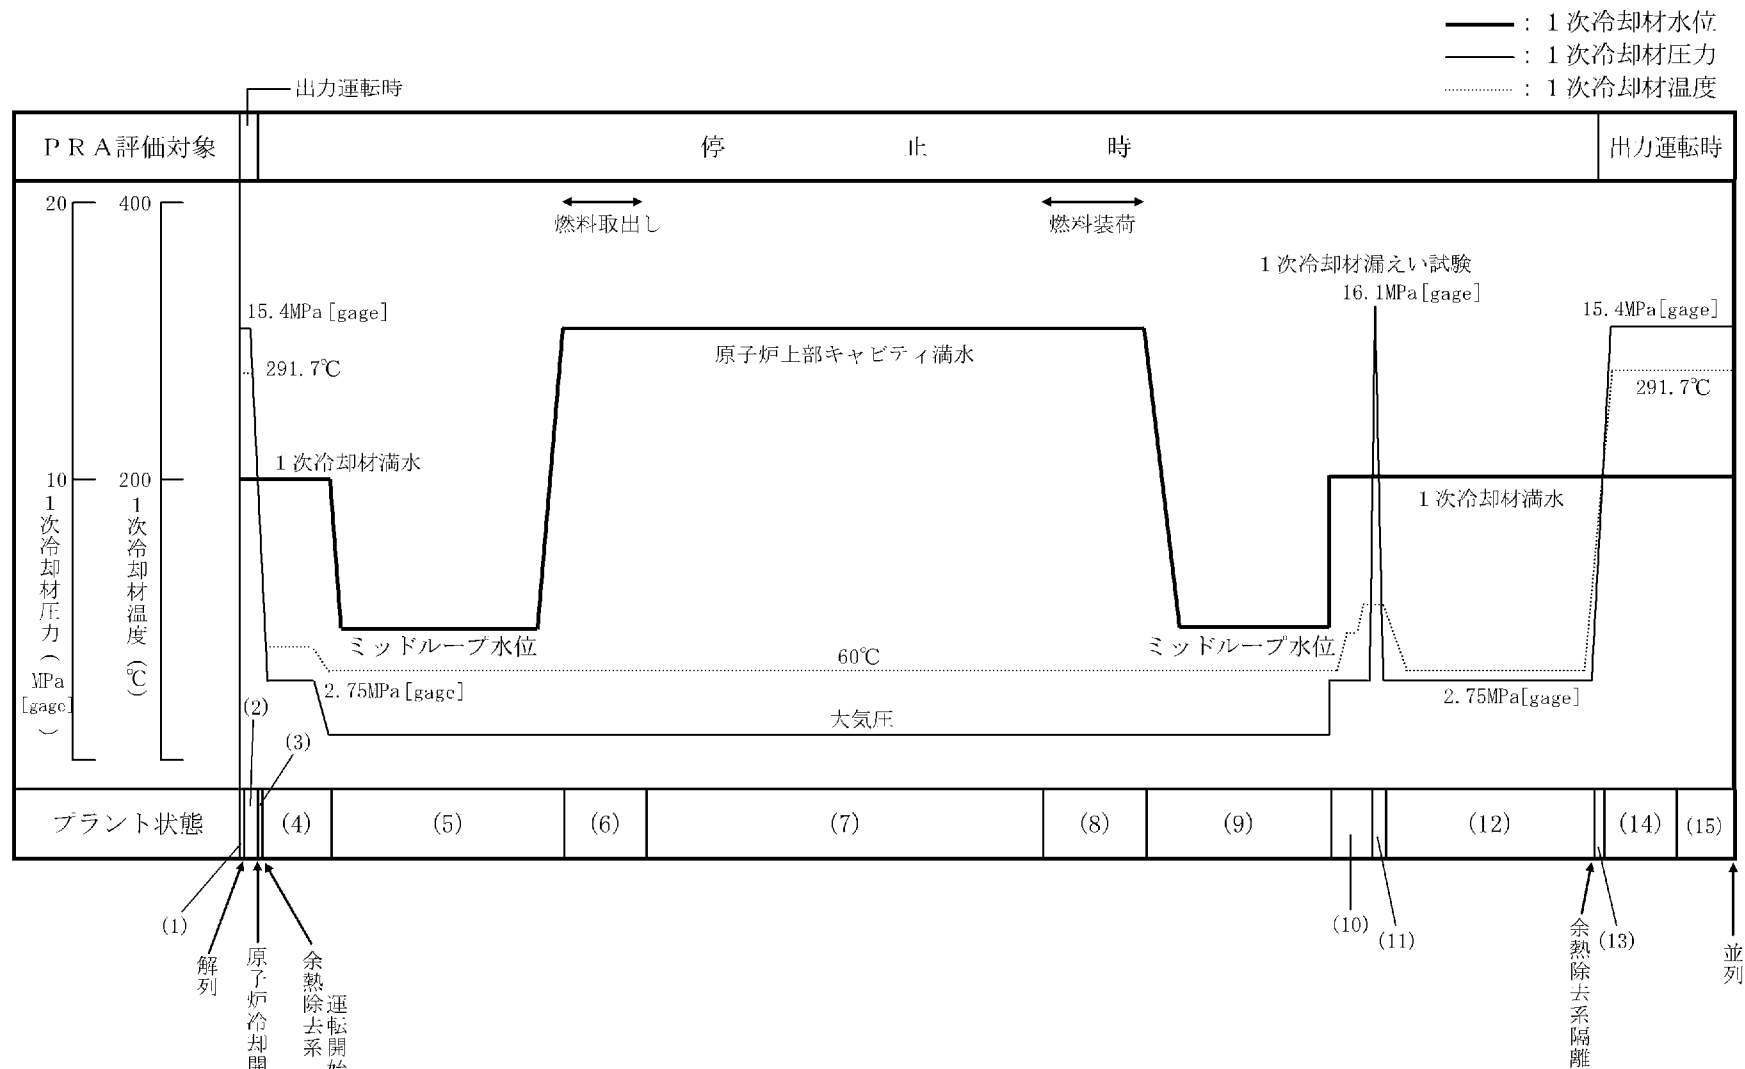 : 1次冷却材水位
: 1次冷却材圧力
: 1次冷却材温度
出力運転時
PRA評価対象
停止時
出力運転時
20
400
燃料取出し
燃料装荷
1次冷却材漏えい試験
16.1MPa[gage]
15.4MPa[gage]
15.4MPa[gage]
291.7℃
原子炉上部キャビティ満水
291.7℃
1次冷却材満水
10
200
1次冷却材満水
1次冷却材圧力(MPa[gage])
1次冷却材温度(℃)
ミッドループ水位
ミッドループ水位
60℃
2.75MPa[gage]
2.75MPa[gage]
大気圧
(2)
(3)
プラント状態
(4)
(5)
(6)
(7)
(8)
(9)
(12)
(14)
(15)
(1)
(10)
(11)
(13)
解列
原子炉冷却開
余熱除去系
運転開始
余熱除去系隔離
並列